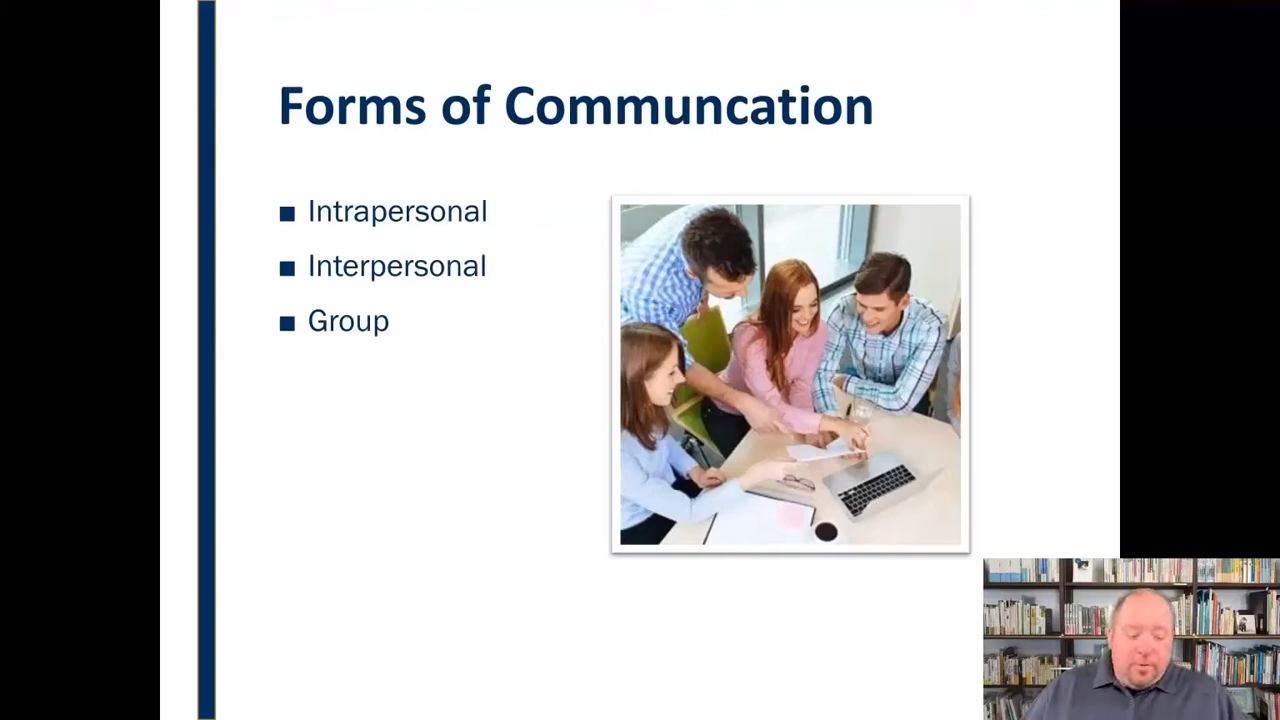 Forms of Communcation
Intrapersonal
Interpersonal
Group